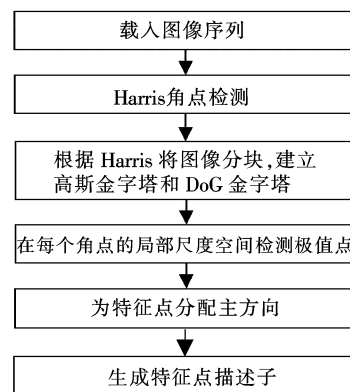 载入图像序列
Harris角点检测
根据 Harris 将图像分块,建立
高斯金字塔和 DoG 金字塔
在每个角点的局部尺度空间检测极值点
为特征点分配主方向
生成特征点描述子